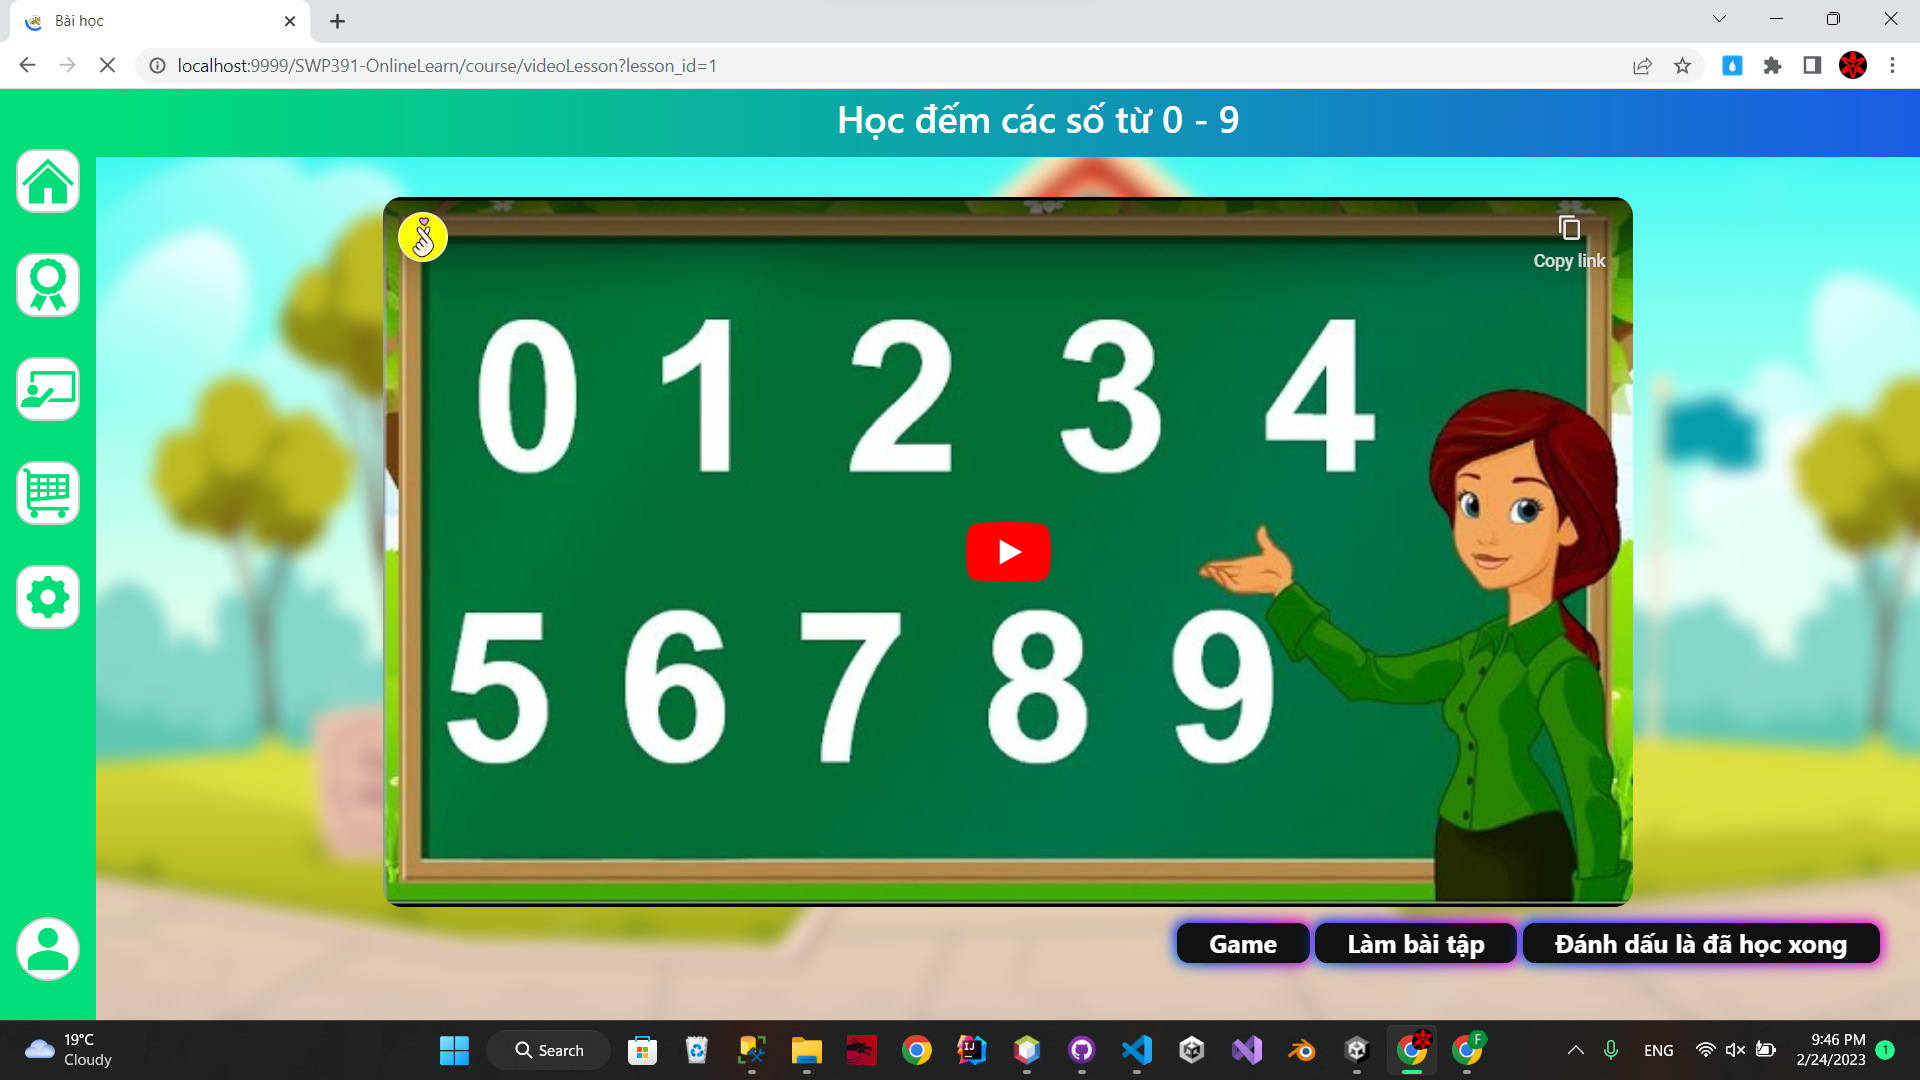 Bài học
localhost:9999/SWP391-OnlineLearn/course/videoLesson?lesson_id=1
Học đếm các số từ 0 - 9
Copy link
0 1 2 3 4
5 6 7 8 9
Game
Làm bài tập
Đánh dấu là đã học xong
19°C
Cloudy
Search
F
ENG
9:46 PM
2/24/2023
1